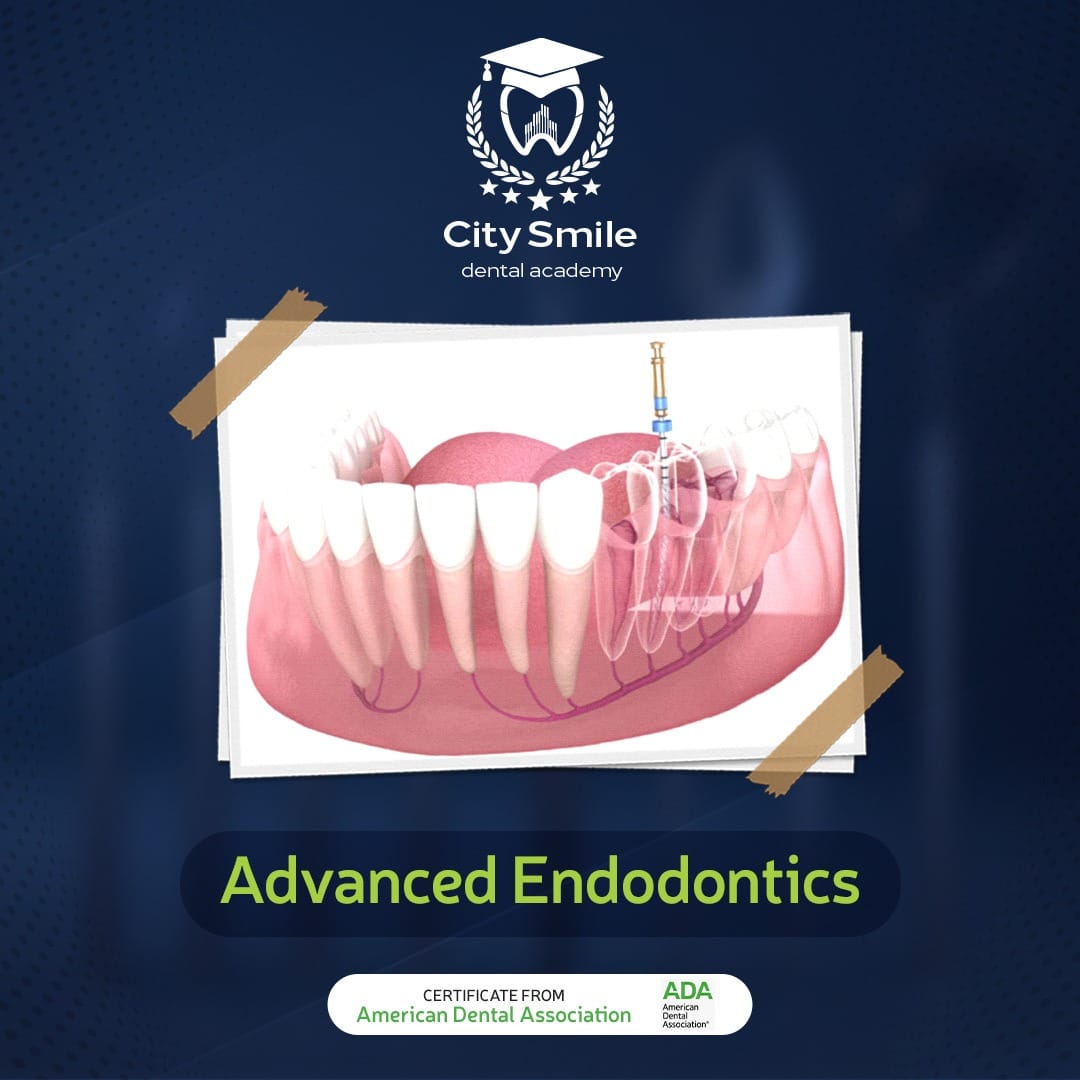 City Smile
dental academy
Advanced Endodontics
CERTIFICATE FROM
American Dental Association
ADA
American
Dental
Association®